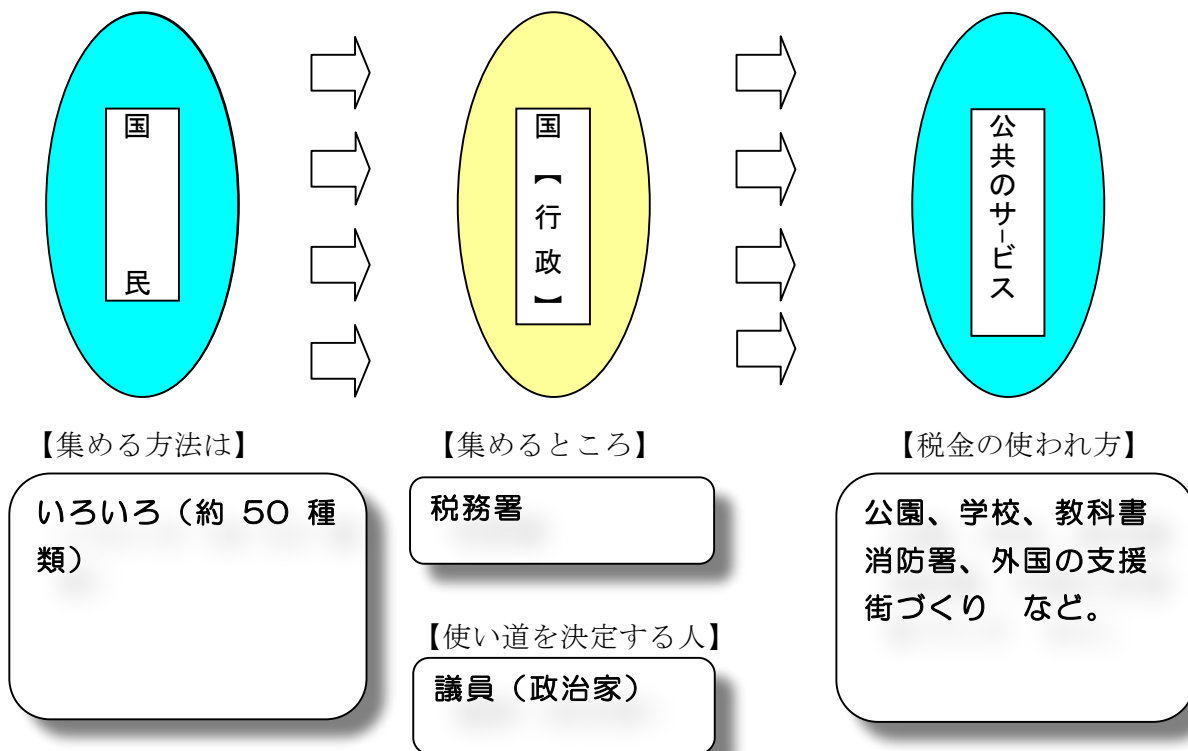 国民
国【行政】
公共のサービス
【集める方法は】
いろいろ（約 50 種
類）
【集めるところ】
税務署
【使い道を決定する人】
議員（政治家）
【税金の使われ方】
公園、学校、教科書
消防署、外国の支援
街づくり　など。